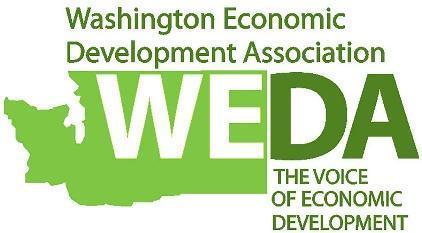 Washington Economic
Development Association
WEDA
THE VOICE
OF ECONOMIC
DEVELOPMENT